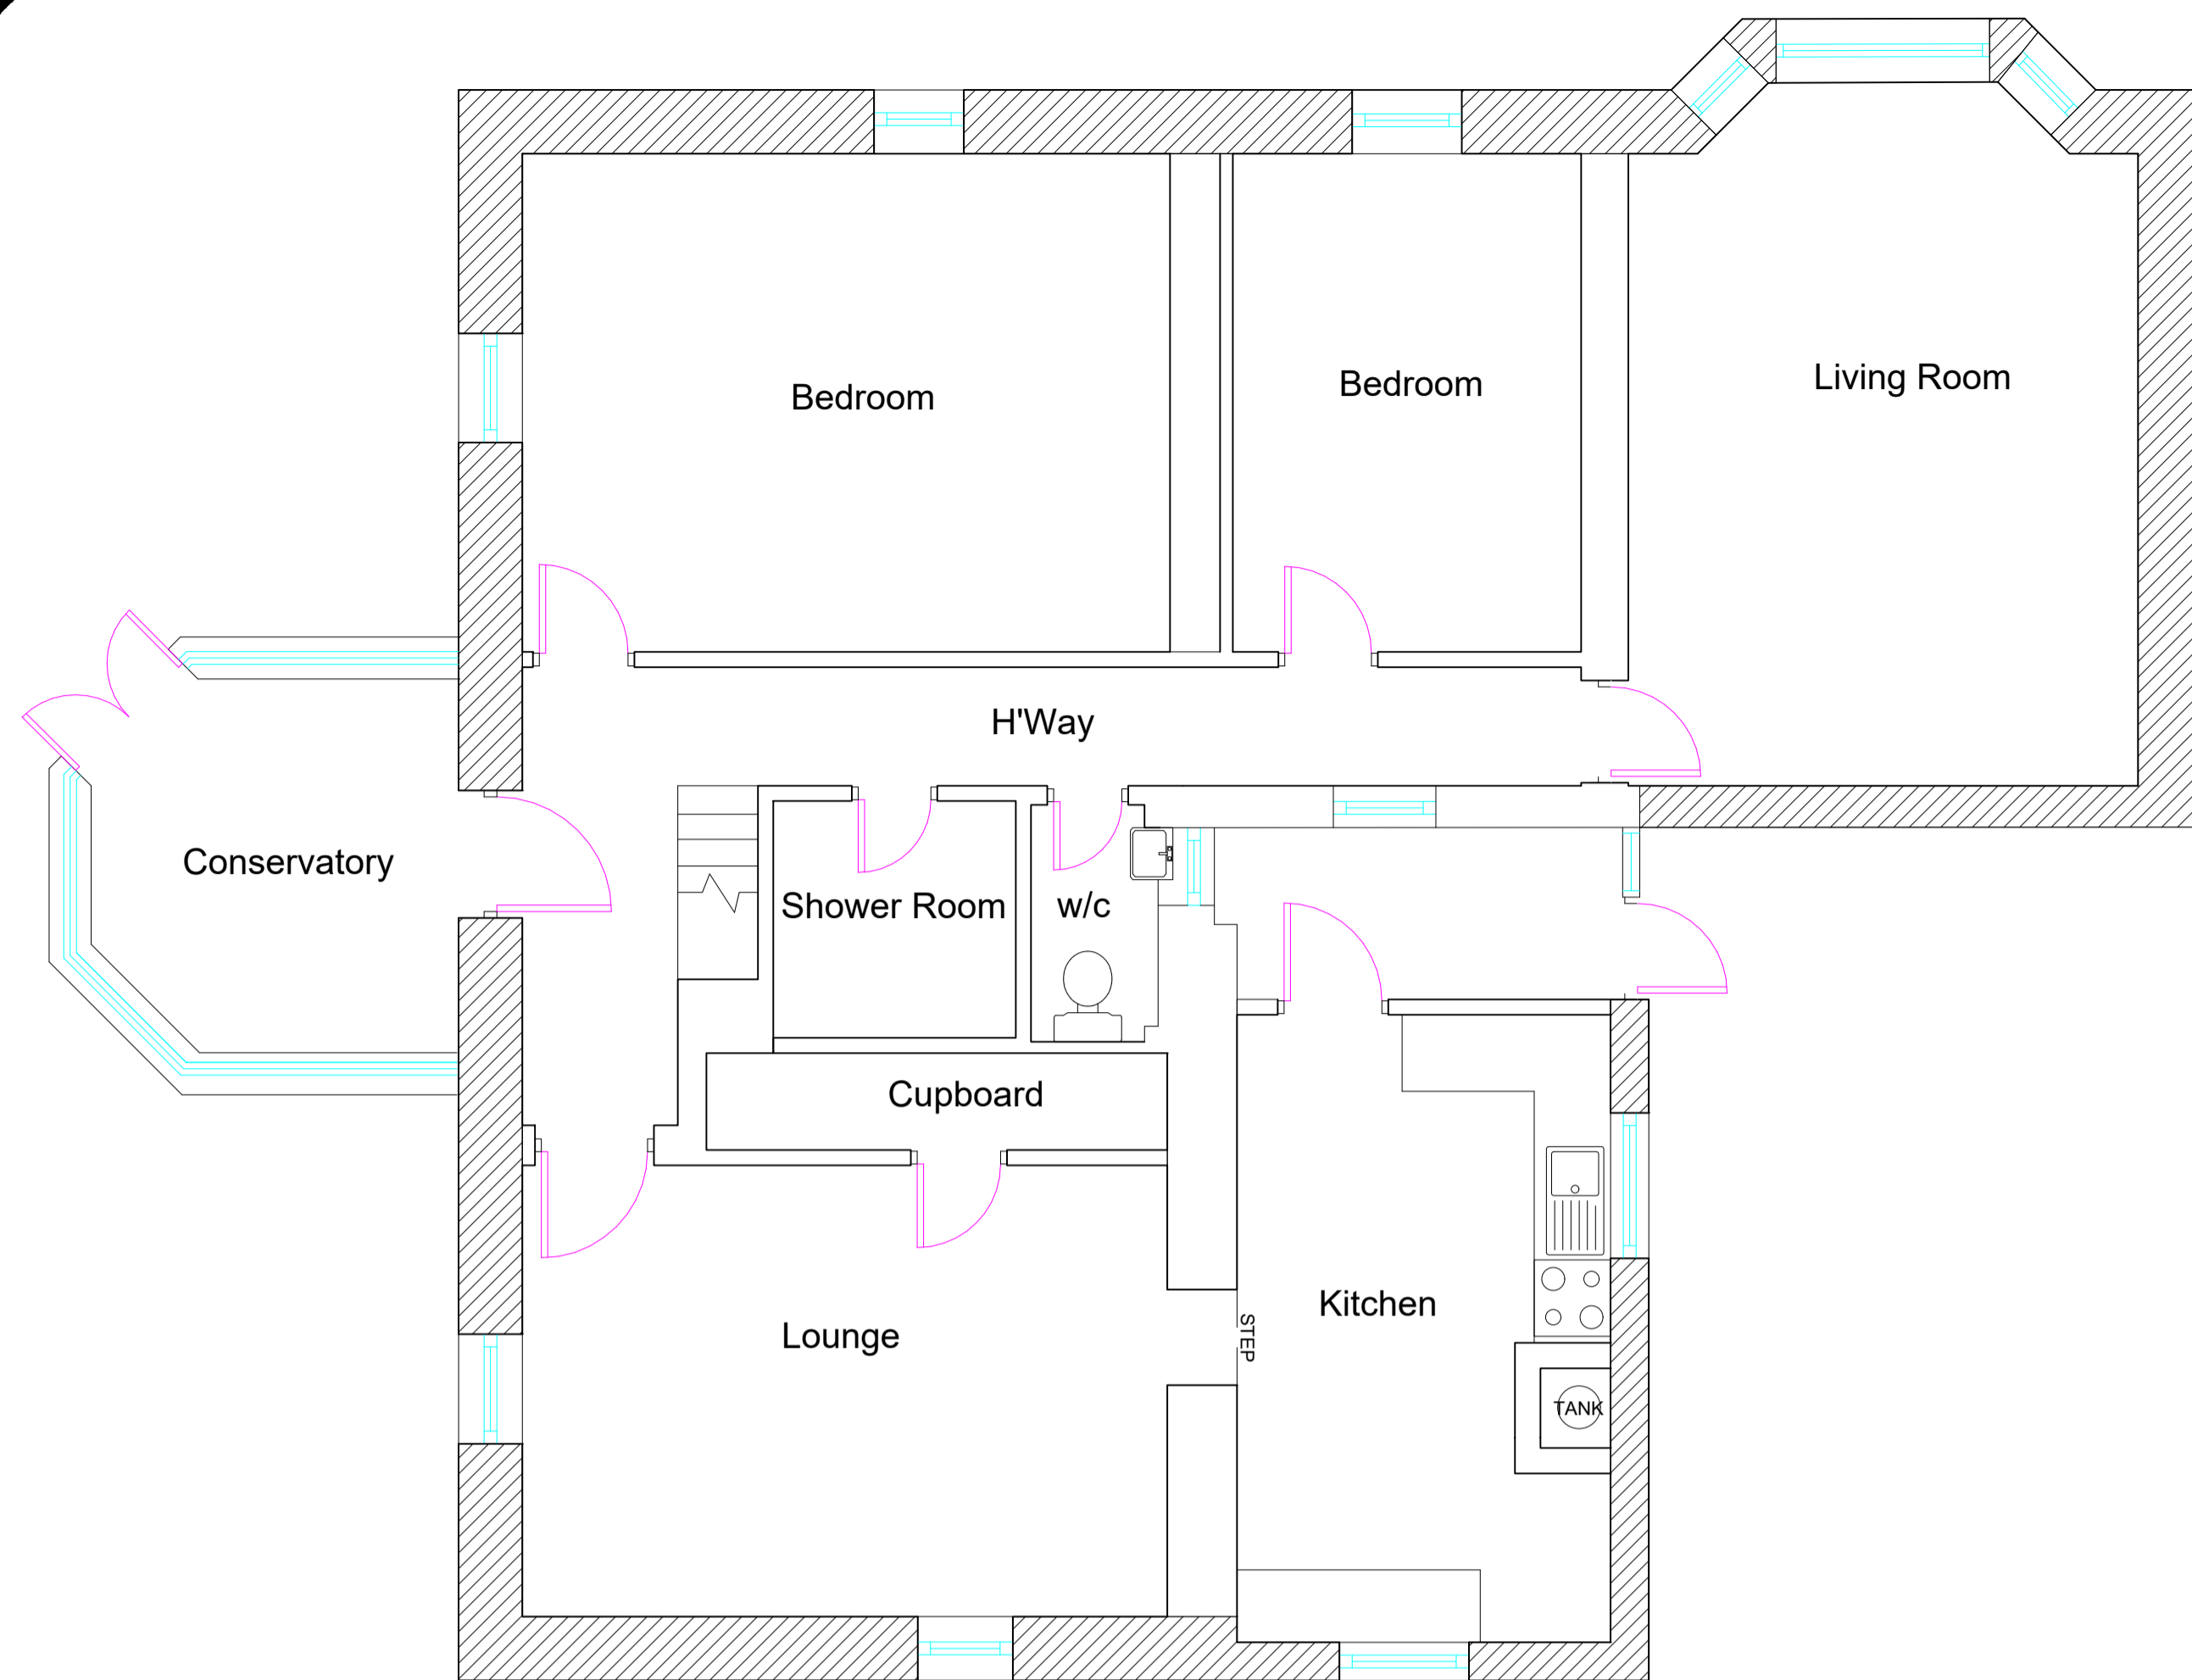 Living Room
Bedroom
Bedroom
H'Way
Conservatory
Shower Room
w/c
Cupboard
Kitchen
Lounge
STEP
TANK